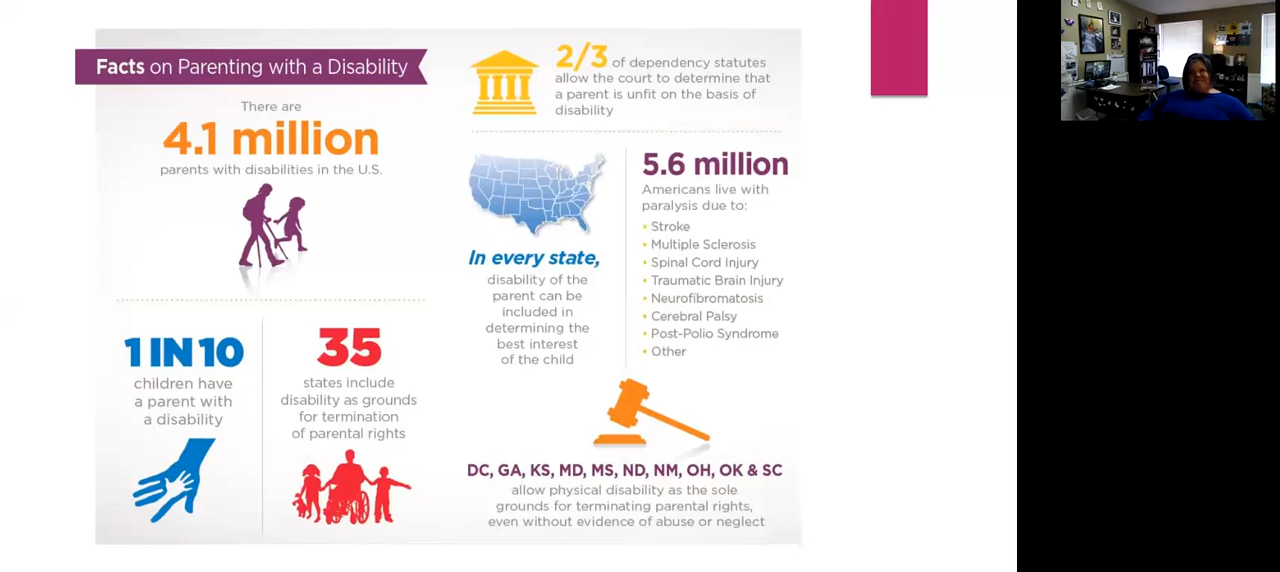 Facts on Parenting with a Disability
There are
4.1 million
parents with disabilities in the U.S.
1 IN 10
children have
a parent with
a disability
35
states include
disability as grounds
for termination
of parental rights
2/3 of dependency statutes
allow the court to determine that
a parent is unfit on the basis of
disability
In every state,
disability of the
parent can be
included in
determining the
best interest
of the child
5.6 million
Americans live with
paralysis due to:
• Stroke
• Multiple Sclerosis
• Spinal Cord Injury
• Traumatic Brain Injury
• Neurofibromatosis
• Cerebral Palsy
• Post-Polio Syndrome
• Other
DC, GA, KS, MD, MS, ND, NM, OH, OK & SC
allow physical disability as the sole
grounds for terminating parental rights,
even without evidence of abuse or neglect